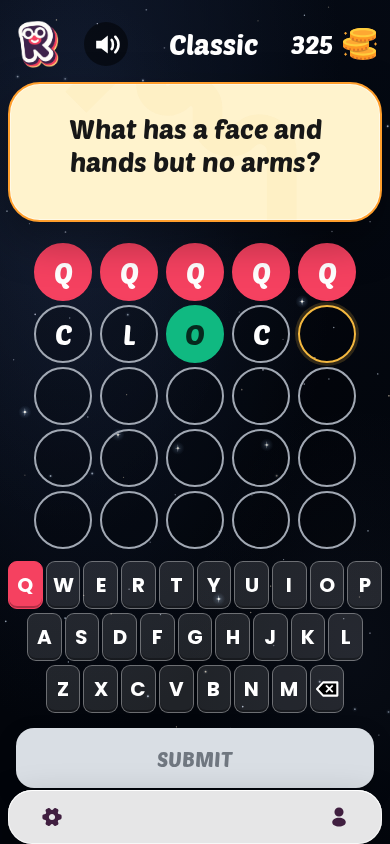 R
Classic
325
What has a face and
hands but no arms?
Q Q Q Q Q
C L O C
Q W E R T Y U I O P
A S D F G H J K L
Z X C V B N M
SUBMIT